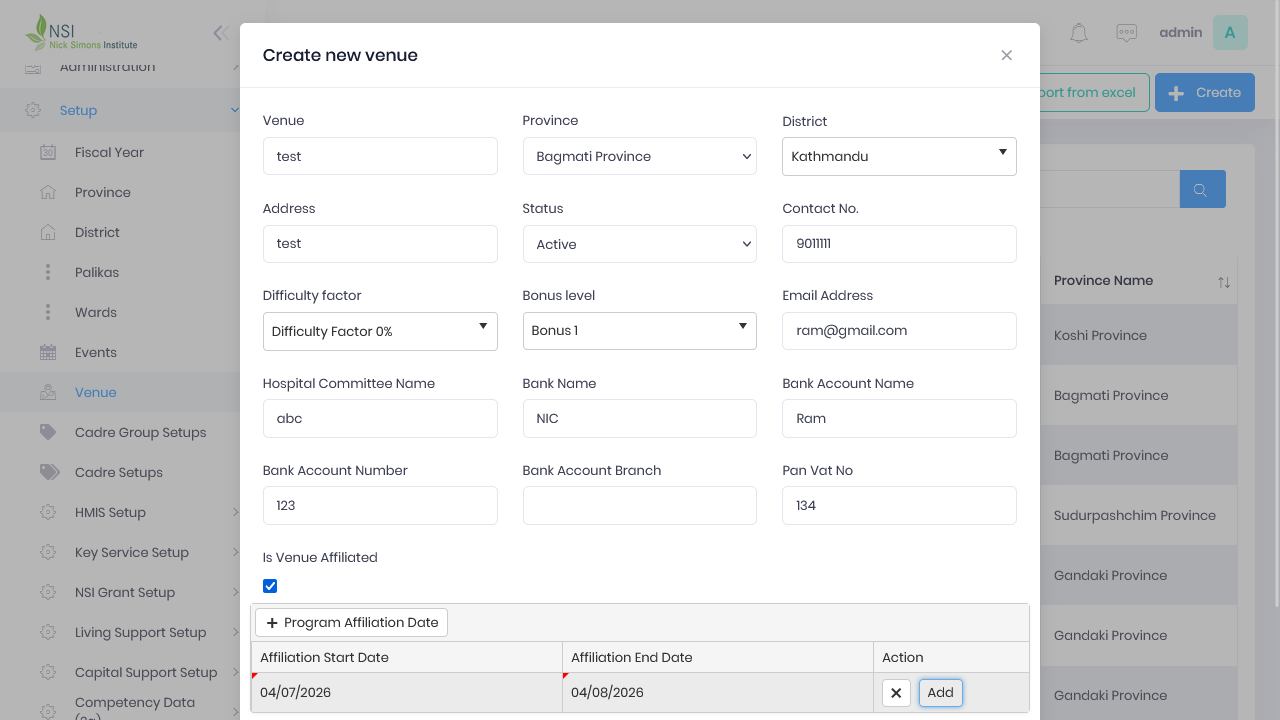 NSI
Nick Simons Institute
Administration
Setup
Fiscal Year
Province
District
Palikas
Wards
Events
Venue
Cadre Group Setups
Cadre Setups
HMIS Setup
Key Service Setup
NSI Grant Setup
Living Support Setup
Capital Support Setup
Competency Data
Create new venue
Venue
Province
District
test
Bagmati Province
Kathmandu
Address
Status
Contact No.
test
Active
9011111
Difficulty factor
Bonus level
Email Address
Difficulty Factor 0%
Bonus 1
ram@gmail.com
Hospital Committee Name
Bank Name
Bank Account Name
abc
NIC
Ram
Bank Account Number
Bank Account Branch
Pan Vat No
123
134
Is Venue Affiliated
+ Program Affiliation Date
Affiliation Start Date
Affiliation End Date
Action
04/07/2026
04/08/2026
Add
admin
A
port from excel
Create
Province Name
Koshi Province
Bagmati Province
Bagmati Province
Sudurpashchim Province
Gandaki Province
Gandaki Province
Gandaki Province